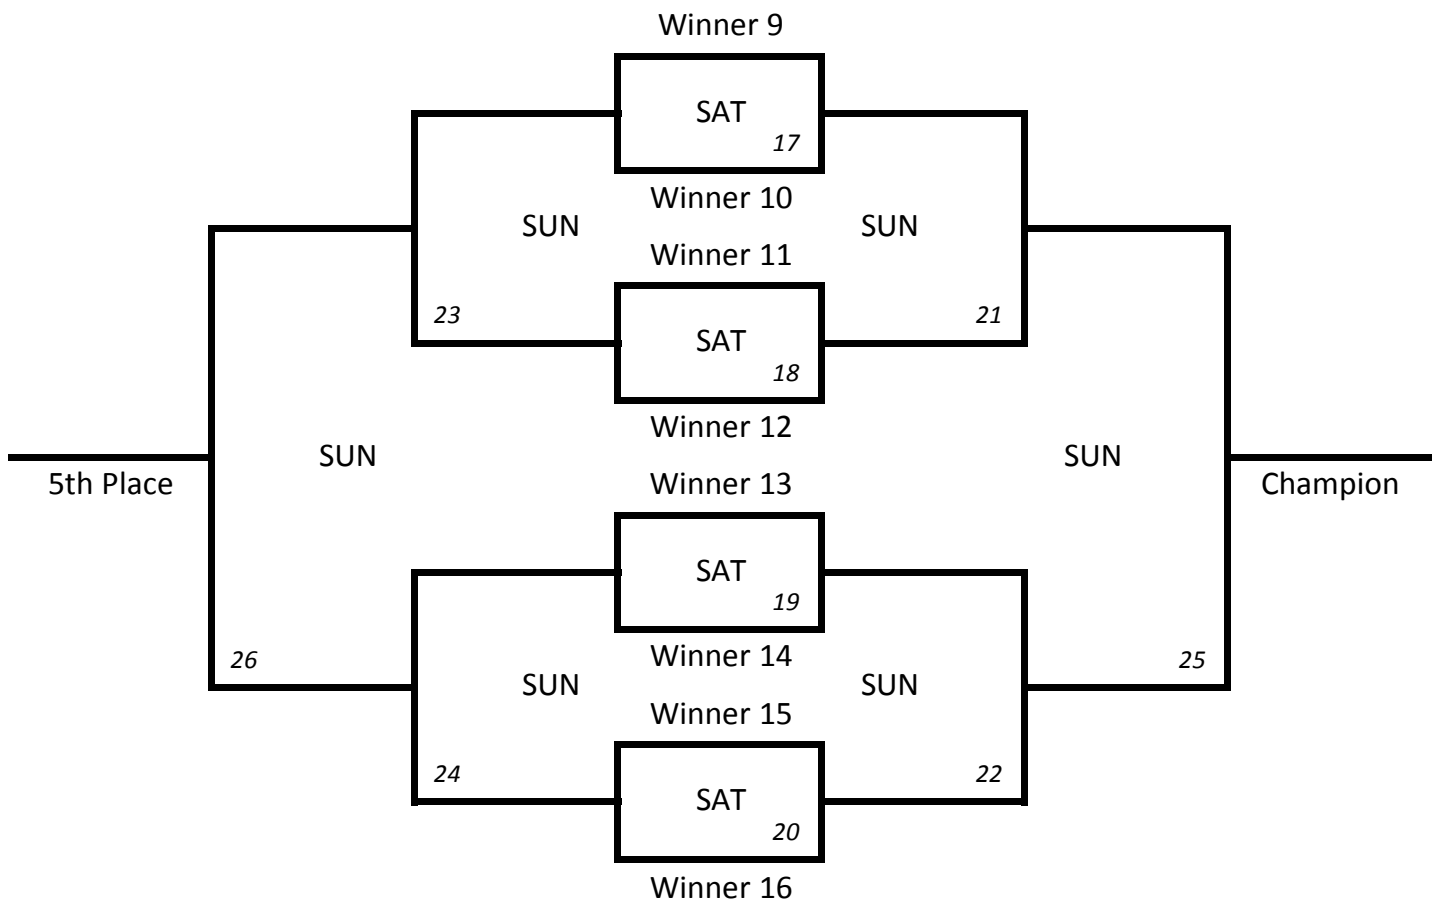 Winner 9
SAT
17
Winner 10
SUN
SUN
Winner 11
23
SAT
21
18
Winner 12
SUN
SUN
5th Place
Winner 13
Champion
SAT
19
26
Winner 14
25
SUN
SUN
Winner 15
24
SAT
22
20
Winner 16